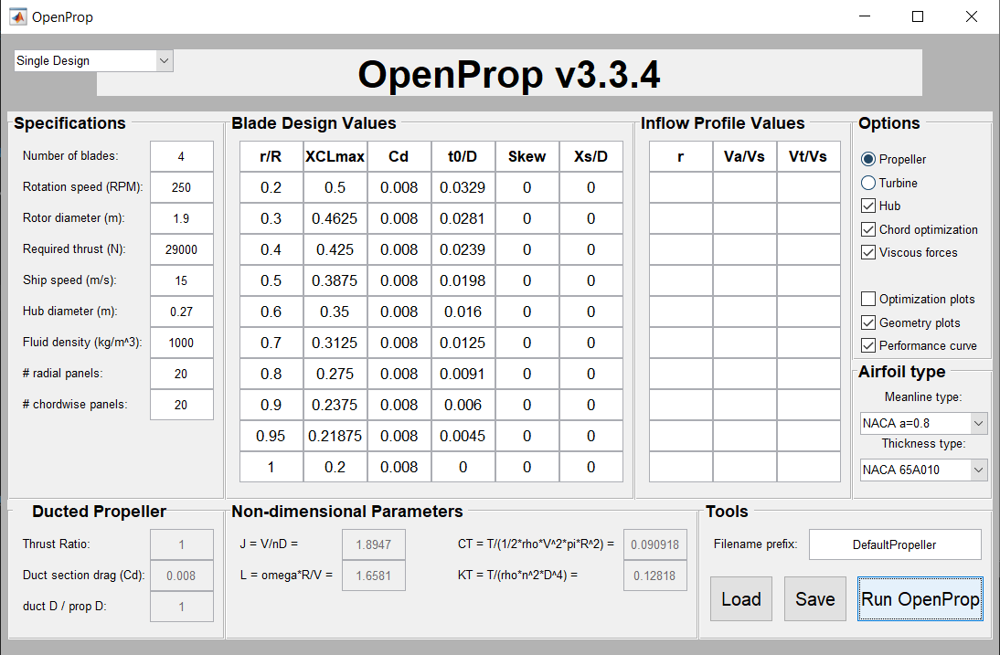 OpenProp
Single Design
OpenProp v3.3.4
Specifications
Number of blades: 4
Rotation speed (RPM): 250
Rotor diameter (m): 1.9
Required thrust (N): 29000
Ship speed (m/s): 15
Hub diameter (m): 0.27
Fluid density (kg/m^3): 1000
# radial panels: 20
# chordwise panels: 20
Blade Design Values
r/R XCLmax Cd t0/D Skew Xs/D
0.2 0.5 0.008 0.0329 0 0
0.3 0.4625 0.008 0.0281 0 0
0.4 0.425 0.008 0.0239 0 0
0.5 0.3875 0.008 0.0198 0 0
0.6 0.35 0.008 0.016 0 0
0.7 0.3125 0.008 0.0125 0 0
0.8 0.275 0.008 0.0091 0 0
0.9 0.2375 0.008 0.006 0 0
0.95 0.21875 0.008 0.0045 0 0
1 0.2 0.008 0 0 0
Inflow Profile Values
r Va/Vs Vt/Vs
Options
Propeller
Turbine
Hub
Chord optimization
Viscous forces
Optimization plots
Geometry plots
Performance curve
Airfoil type
Meanline type:
NACA a=0.8
Thickness type:
NACA 65A010
Ducted Propeller
Thrust Ratio: 1
Duct section drag (Cd): 0.008
duct D / prop D: 1
Non-dimensional Parameters
J = V/nD = 1.8947 CT = T/(1/2*rho*V^2*pi*R^2) = 0.090918
L = omega*R/V = 1.6581 KT = T/(rho*n^2*D^4) = 0.12818
Tools
Filename prefix: DefaultPropeller
Load Save Run OpenProp